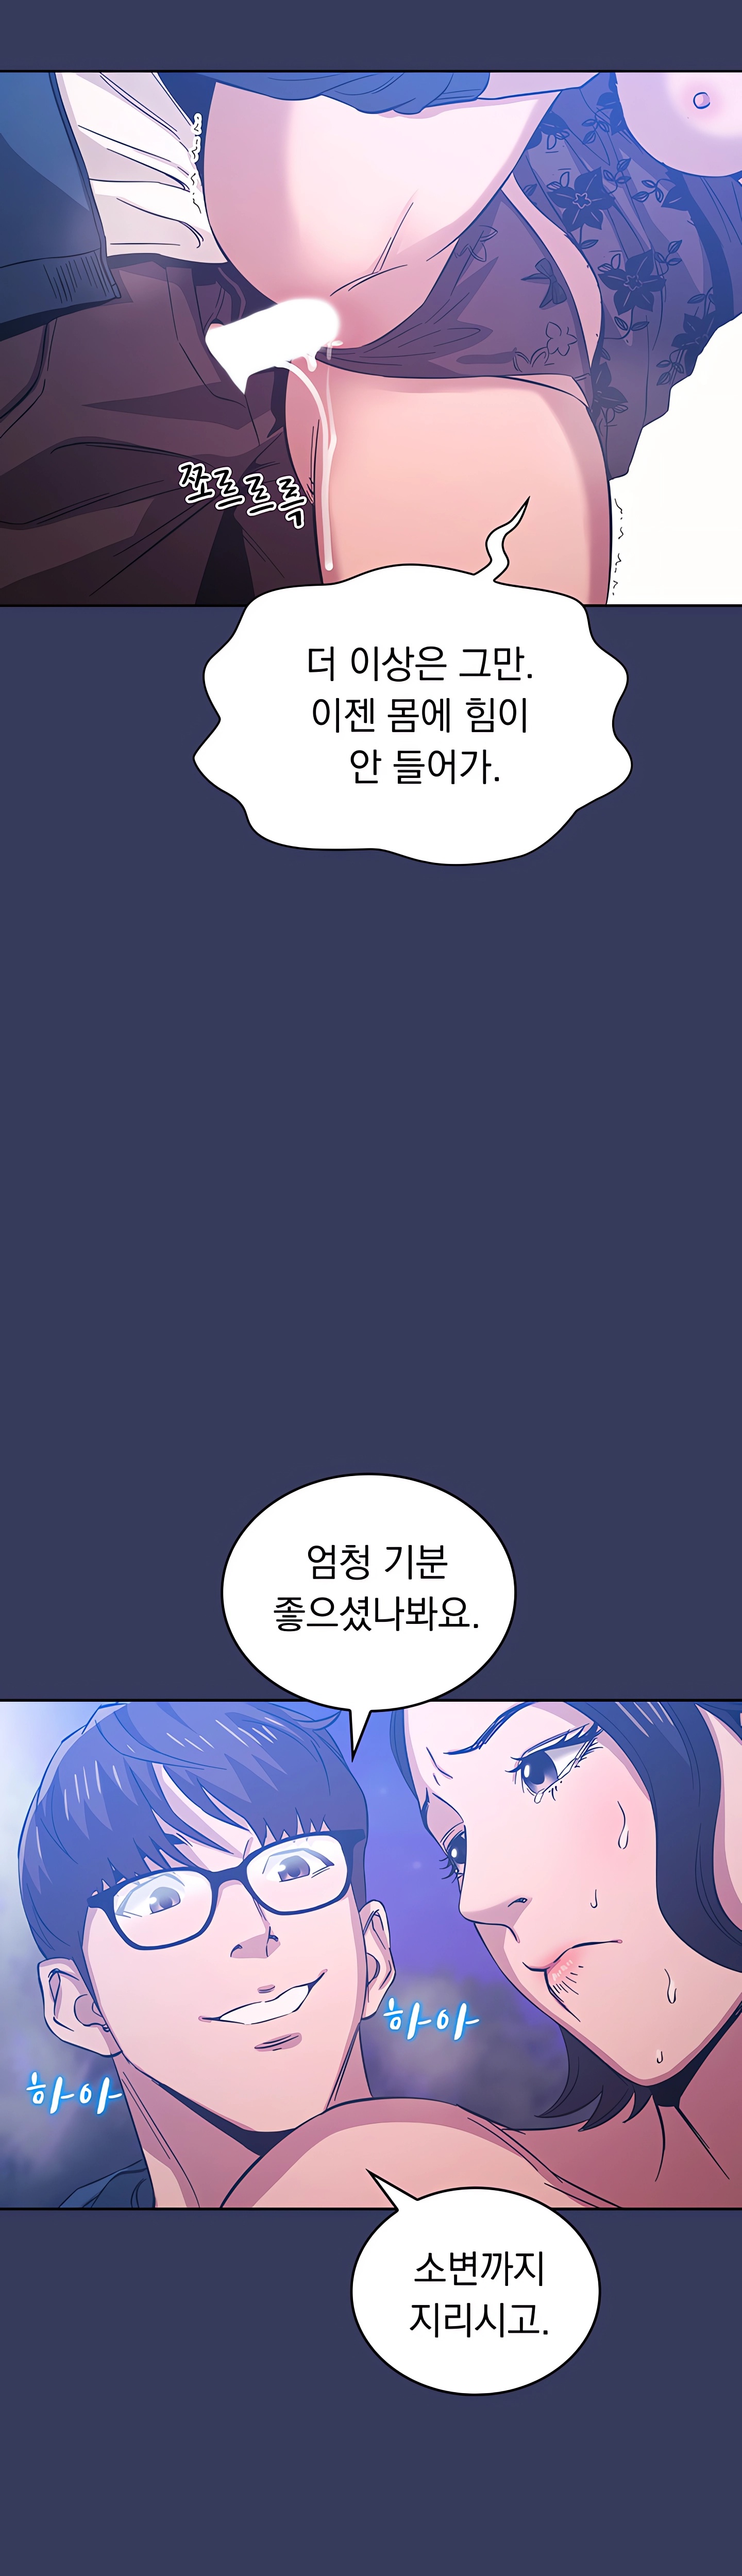 쪼르르륵
더 이상은 그만.
이젠 몸에 힘이
안 들어가.
엄청 기분
좋으셨나봐요.
하아
하아
소변까지
지리시고.